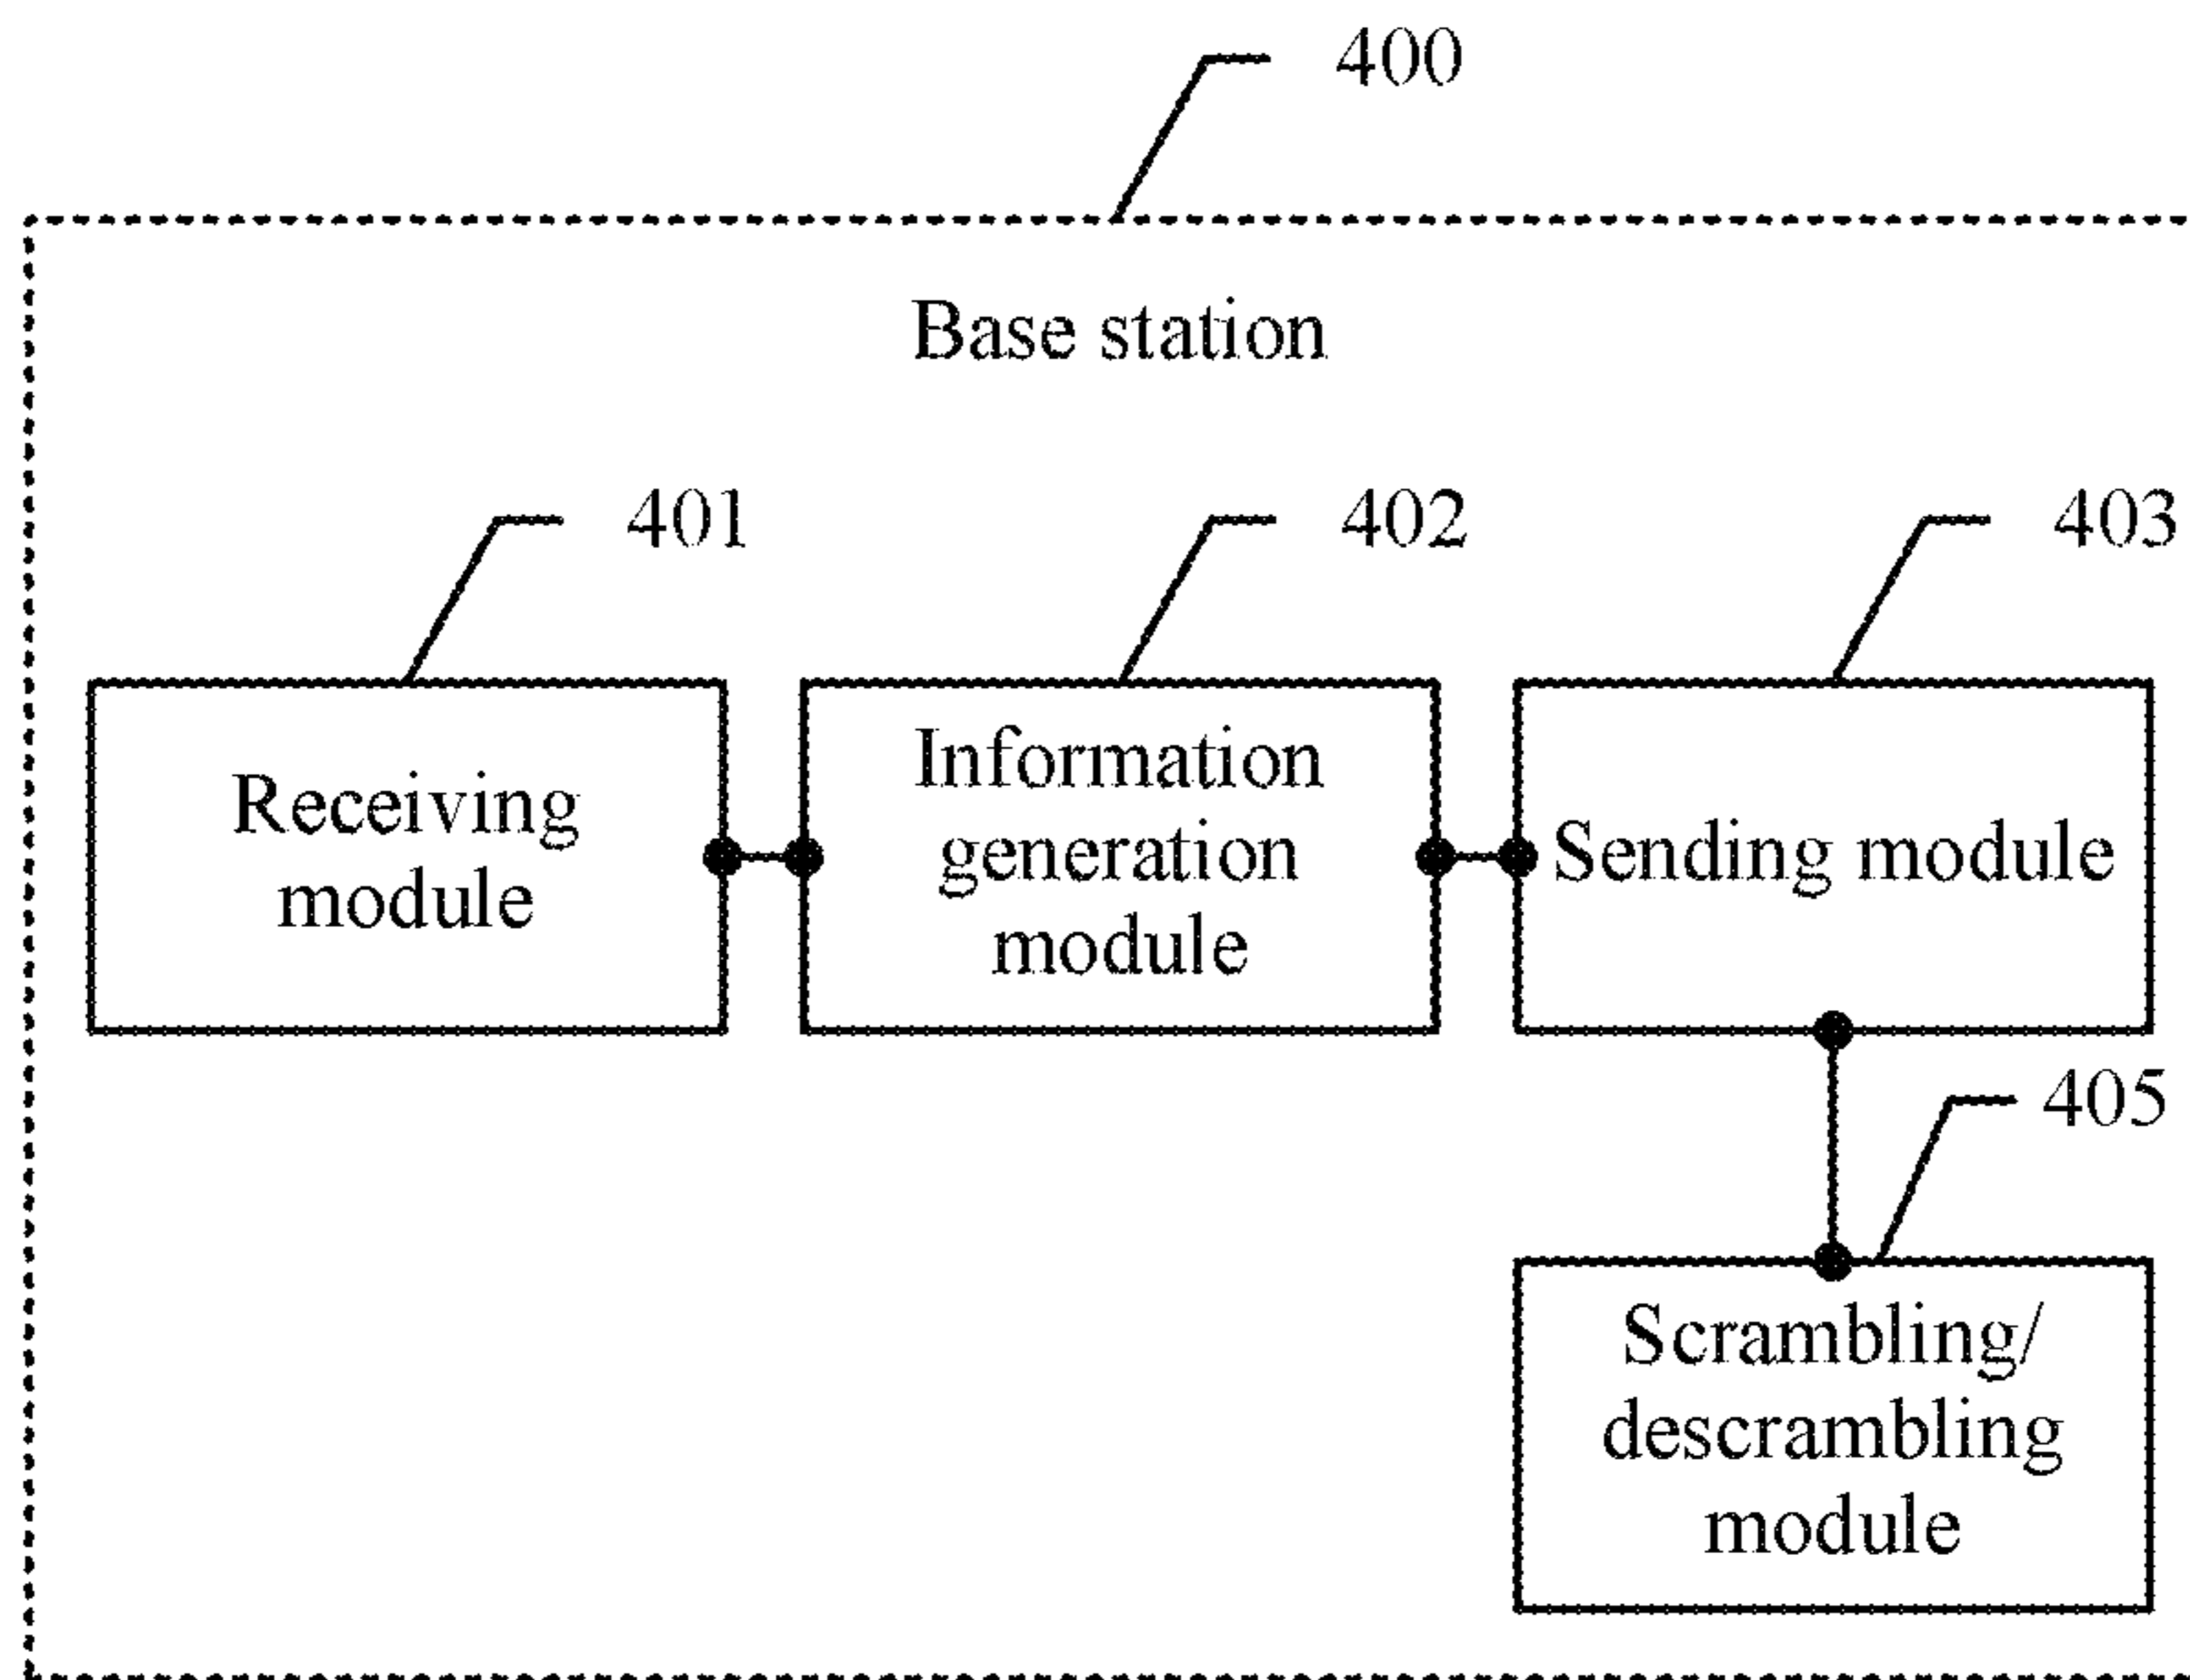 400
Base station
401
402
403
Receiving
module
Information
generation
module
Sending module
405
Scrambling/
descrambling
module